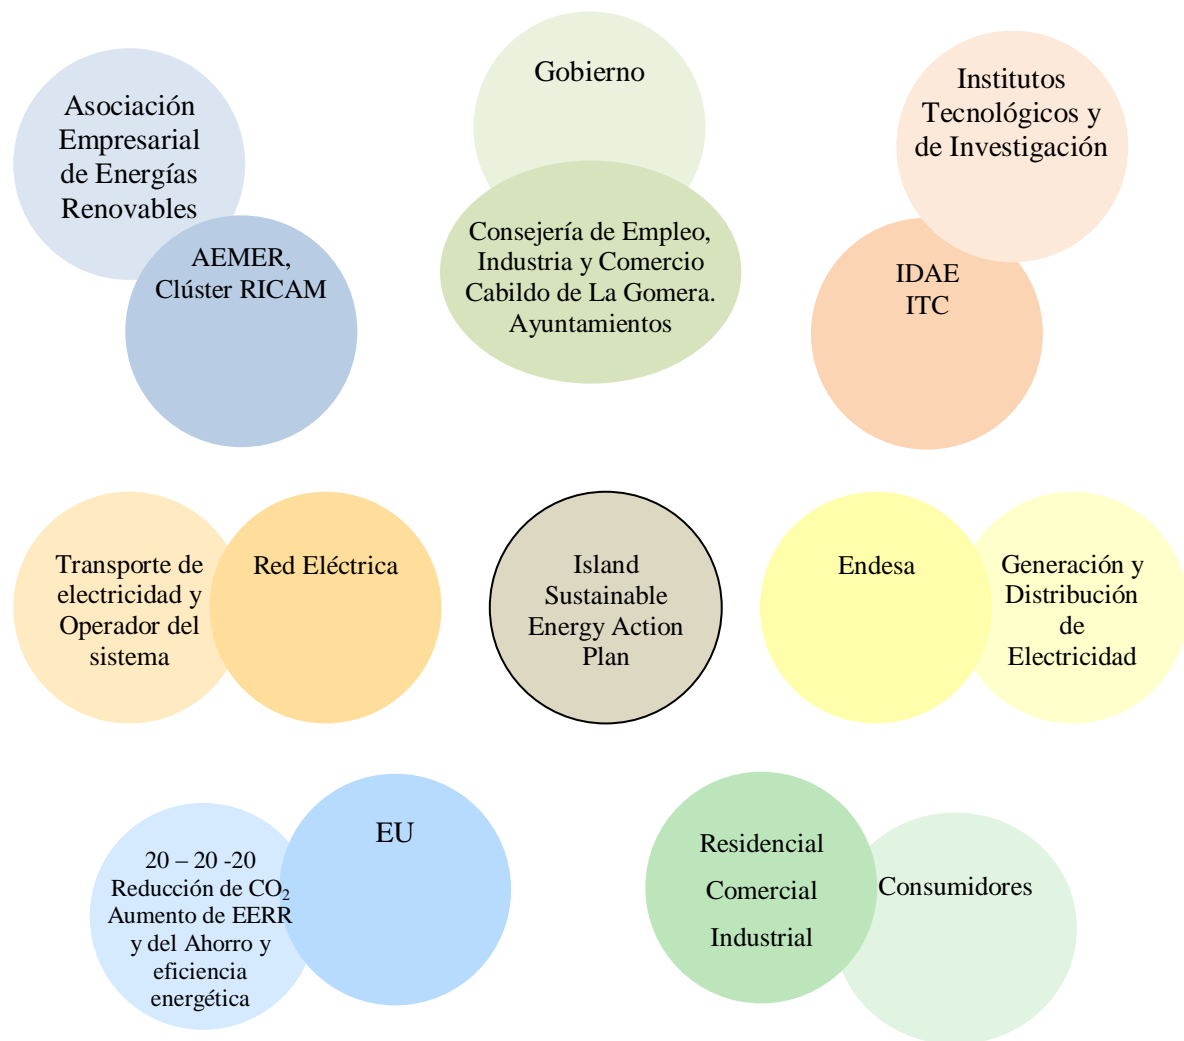 Asociación
Empresarial
de Energías
Renovables
AEMER,
Clúster RICAM
Gobierno
Consejería de Empleo,
Industria y Comercio
Cabildo de La Gomera.
Ayuntamientos
Institutos
Tecnológicos y
de Investigación
IDAE
ITC
Transporte de
electricidad y
Operador del
sistema
Red Eléctrica
Island
Sustainable
Energy Action
Plan
Endesa
Generación y
Distribución
de
Electricidad
20 – 20 -20
Reducción de CO₂
Aumento de EERR
y del Ahorro y
eficiencia
energética
EU
Residencial
Comercial
Industrial
Consumidores